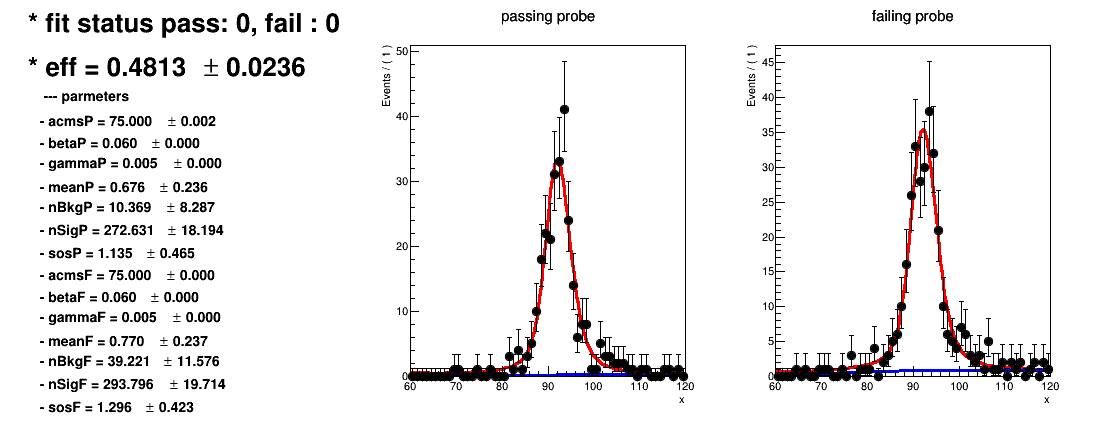 * fit status pass: 0, fail : 0
* eff = 0.4813 ± 0.0236
--- parmeters
- acmsP = 75.000 ± 0.002
- betaP = 0.060 ± 0.000
- gammaP = 0.005 ± 0.000
- meanP = 0.676 ± 0.236
- nBkgP = 10.369 ± 8.287
- nSigP = 272.631 ± 18.194
- sosP = 1.135 ± 0.465
- acmsF = 75.000 ± 0.000
- betaF = 0.060 ± 0.000
- gammaF = 0.005 ± 0.000
- meanF = 0.770 ± 0.237
- nBkgF = 39.221 ± 11.576
- nSigF = 293.796 ± 19.714
- sosF = 1.296 ± 0.423
passing probe
Events / ( 1 )
50
40
30
20
10
0
60 70 80 90 100 110 120
x
failing probe
Events / ( 1 )
45
40
35
30
25
20
15
10
5
0
60 70 80 90 100 110 120
x